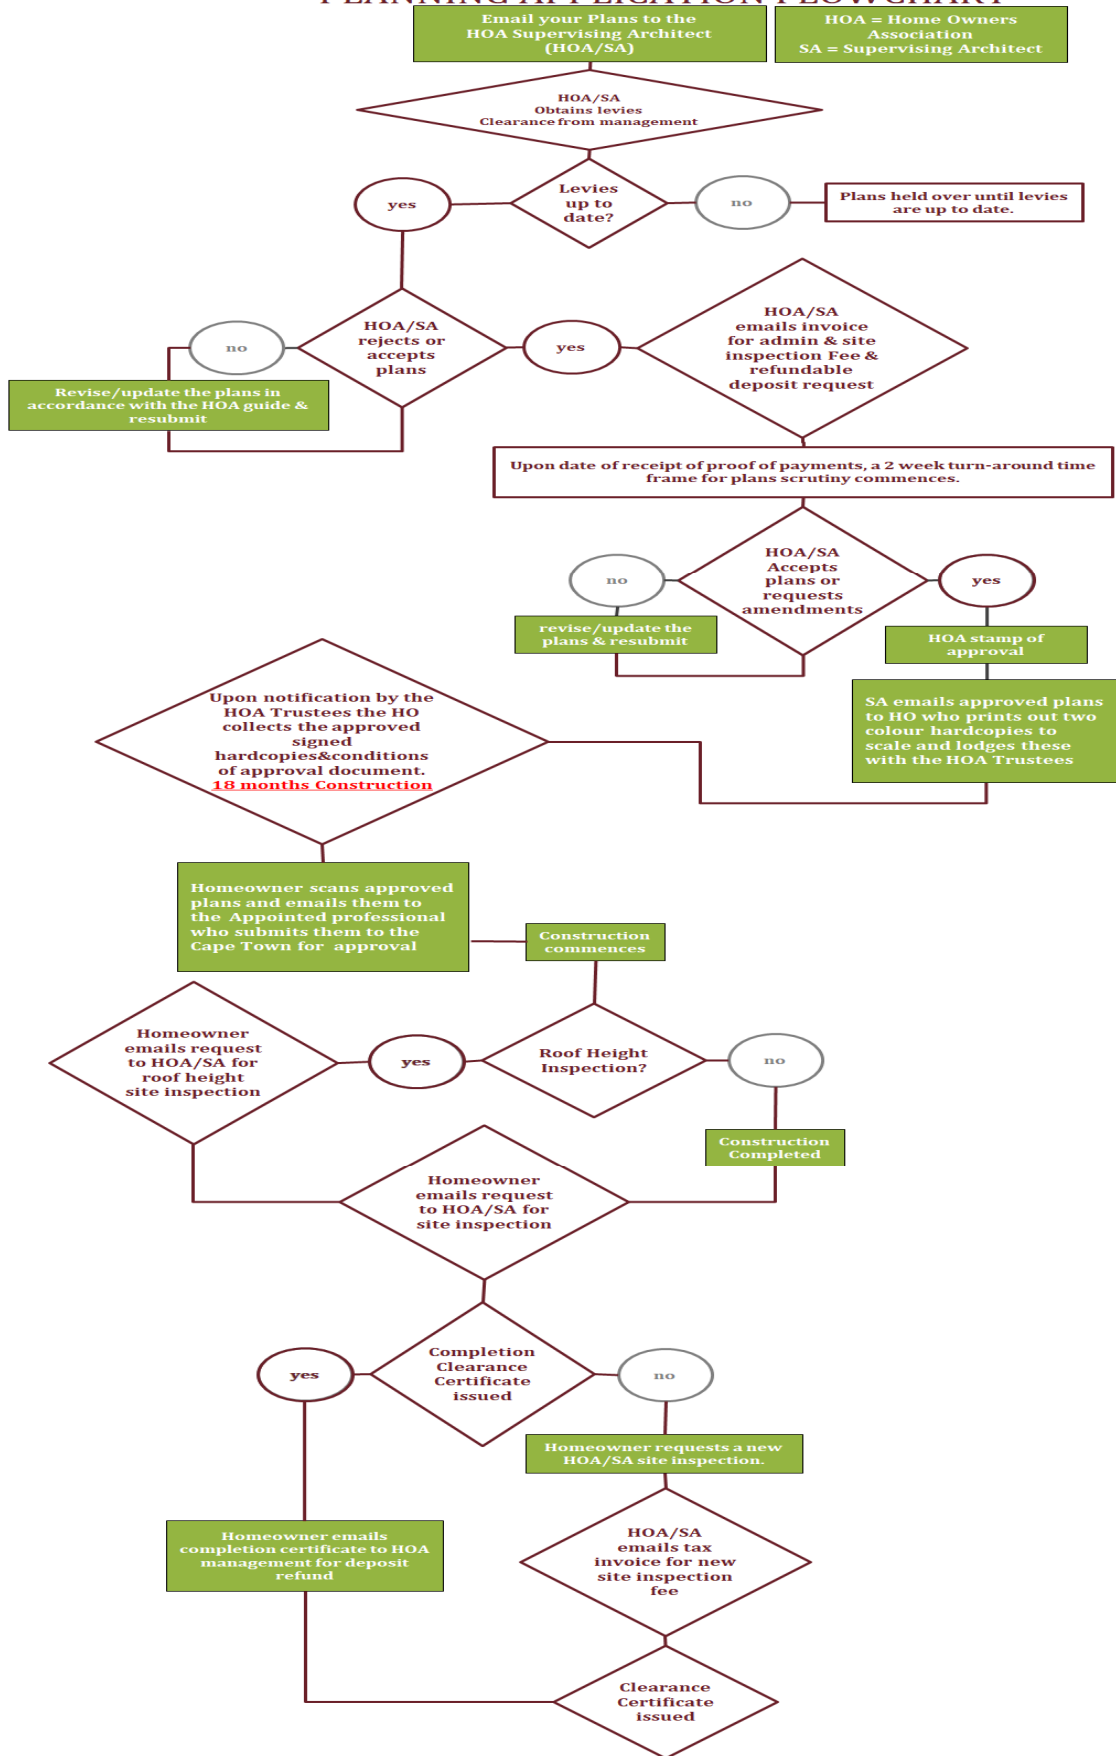 PLANNING APPLICATION FLOWCHART
Email your Plans to the
HOA Supervising Architect
(HOA/SA)
HOA = Home Owners
Association
SA = Supervising Architect
HOA/SA
Obtains levies
Clearance from management
Levies
up to
date?
yes
no
Plans held over until levies
are up to date.
HOA/SA
rejects or
accepts
plans
no
yes
HOA/SA
emails invoice
for admin & site
inspection Fee &
refundable
deposit request
Revise/update the plans in
accordance with the HOA guide &
resubmit
Upon date of receipt of proof of payments, a 2 week turn-around time
frame for plans scrutiny commences.
HOA/SA
Accepts
plans or
requests
amendments
no
yes
revise/update the
plans & resubmit
HOA stamp of
approval
SA emails approved plans
to HO who prints out two
colour hardcopies to
scale and lodges these
with the HOA Trustees
Upon notification by the
HOA Trustees the HO
collects the approved
signed
hardcopies&conditions
of approval document.
18 months Construction
Homeowner scans approved
plans and emails them to
the Appointed professional
who submits them to the
Cape Town for approval
Construction
commences
Roof Height
Inspection?
yes
no
Homeowner
emails request
to HOA/SA for
roof height
site inspection
Construction
Completed
Homeowner
emails request
to HOA/SA for
site inspection
Completion
Clearance
Certificate
issued
yes
no
Homeowner requests a new
HOA/SA site inspection.
Homeowner emails
completion certificate to HOA
management for deposit
refund
HOA/SA
emails tax
invoice for new
site inspection
fee
Clearance
Certificate
issued